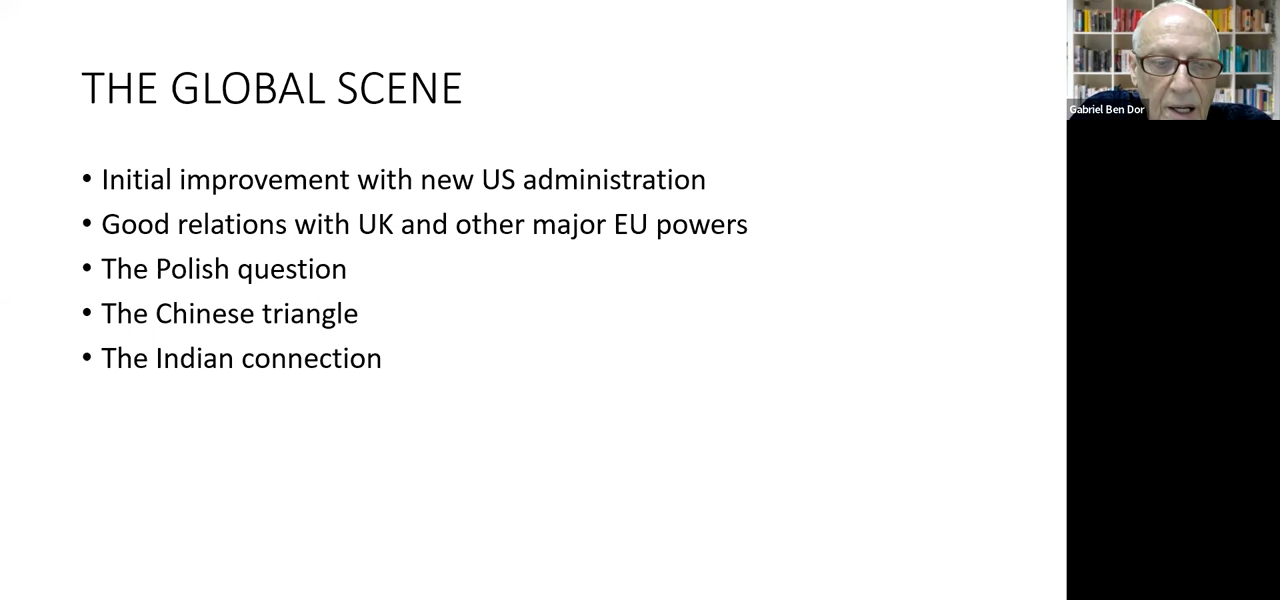 THE GLOBAL SCENE
• Initial improvement with new US administration
• Good relations with UK and other major EU powers
• The Polish question
• The Chinese triangle
• The Indian connection
Gabriel Ben Dor